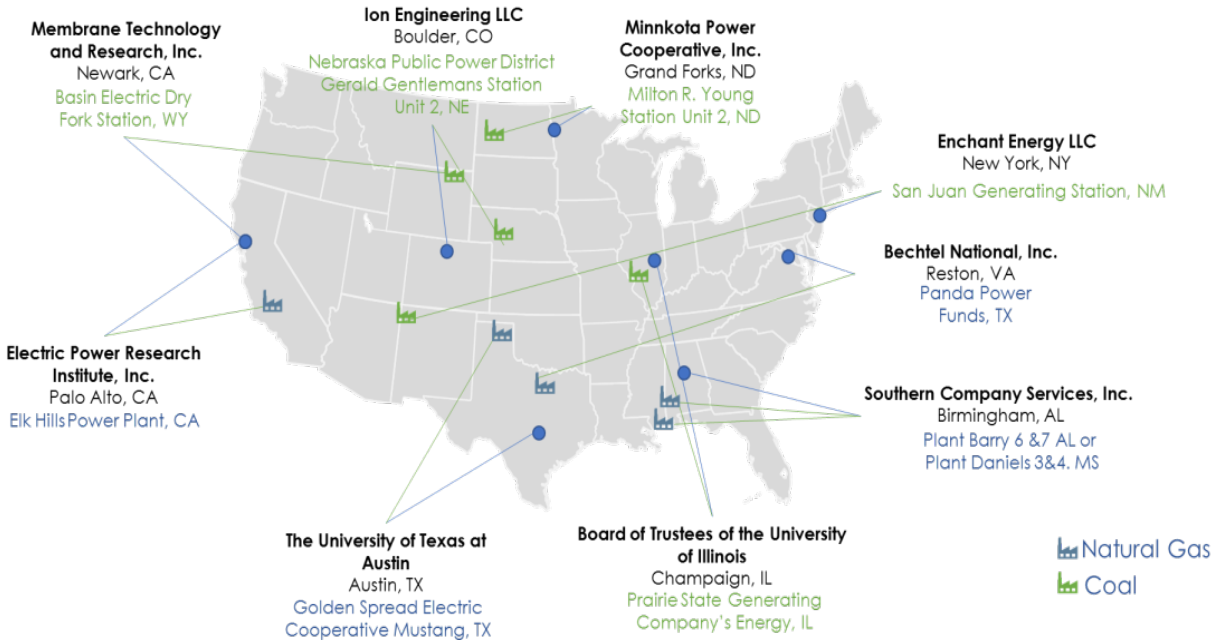 Membrane Technology
and Research, Inc.
Newark, CA
Basin Electric Dry
Fork Station, WY
Ion Engineering LLC
Boulder, CO
Nebraska Public Power District
Gerald Gentlemans Station
Unit 2, NE
Minnkota Power
Cooperative, Inc.
Grand Forks, ND
Milton R. Young
Station Unit 2, ND
Enchant Energy LLC
New York, NY
San Juan Generating Station, NM
Bechtel National, Inc.
Reston, VA
Panda Power
Funds, TX
Electric Power Research
Institute, Inc.
Palo Alto, CA
Elk Hills Power Plant, CA
Southern Company Services, Inc.
Birmingham, AL
Plant Barry 6 &7 AL or
Plant Daniels 3&4. MS
The University of Texas at
Austin
Austin, TX
Golden Spread Electric
Cooperative Mustang, TX
Board of Trustees of the University
of Illinois
Champaign, IL
Prairie State Generating
Company's Energy, IL
Natural Gas
Coal